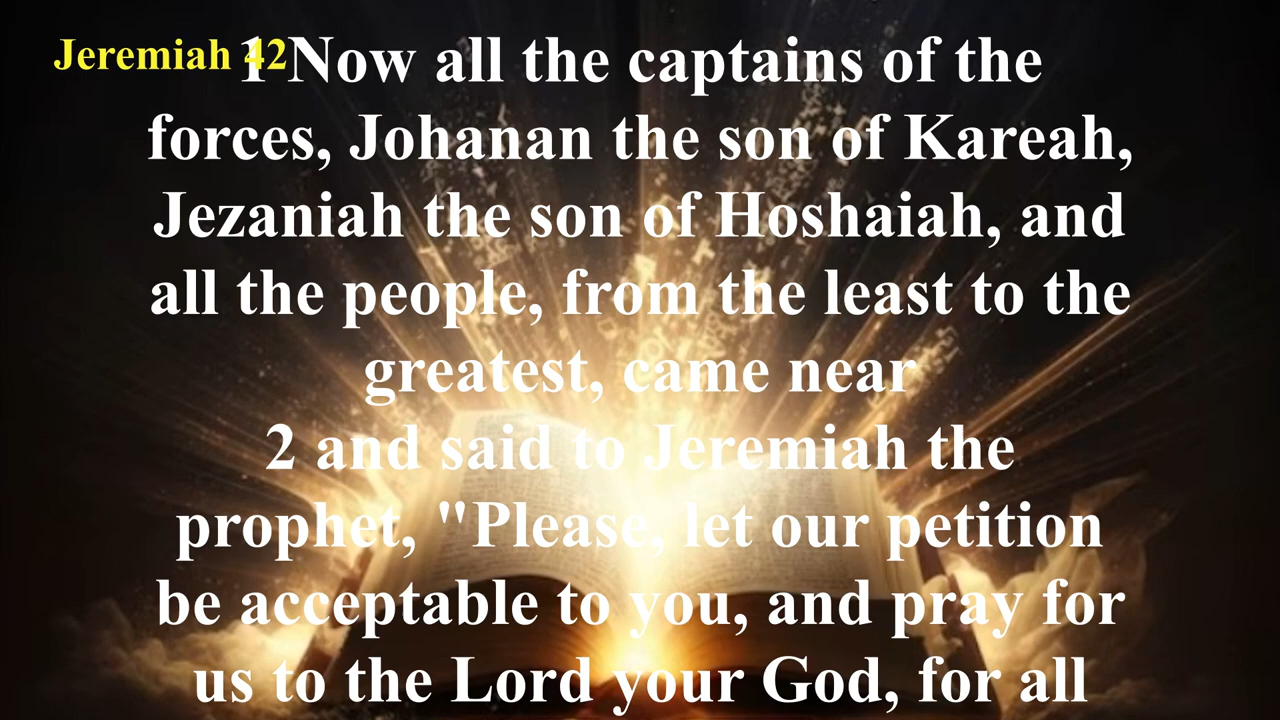 Jeremiah 42
1 Now all the captains of the
forces, Johanan the son of Kareah,
Jezaniah the son of Hoshaiah, and
all the people, from the least to the
greatest, came near
2 and said to Jeremiah the
prophet, "Please, let our petition
be acceptable to you, and pray for
us to the Lord your God, for all